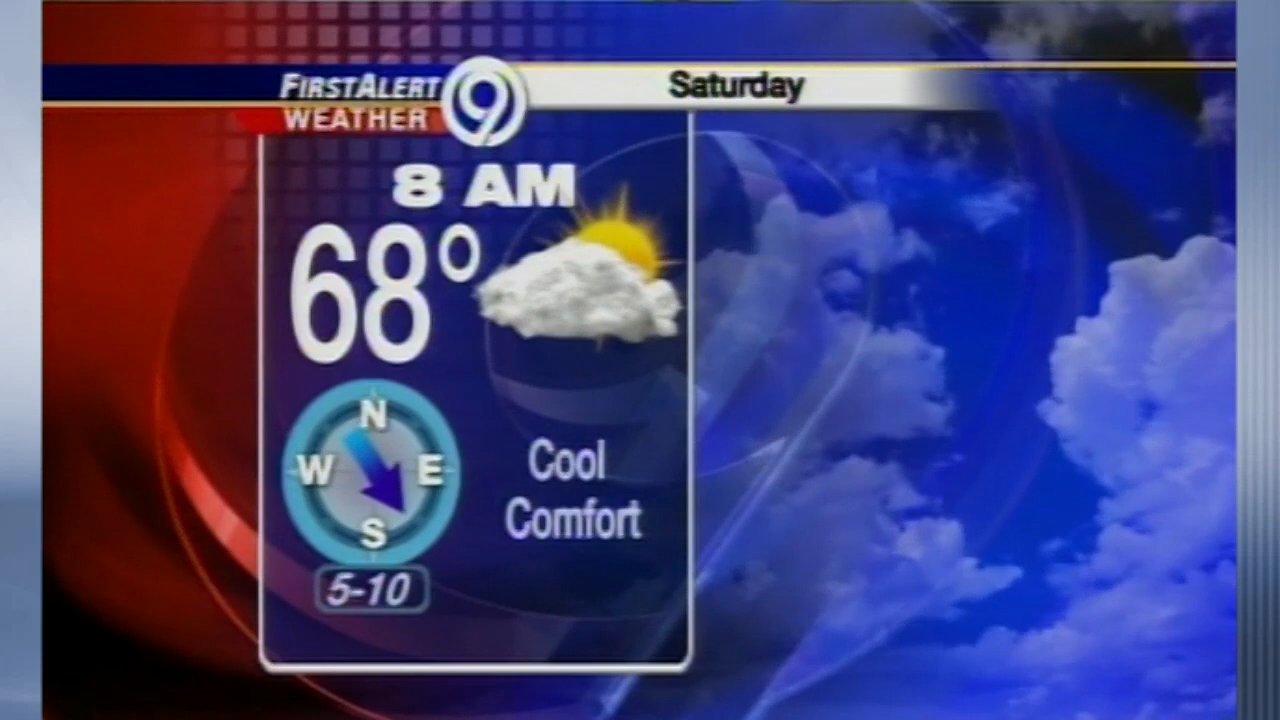 FIRSTALERT
WEATHER
9
Saturday
8 AM
68°
N
W E
S
5-10
Cool
Comfort